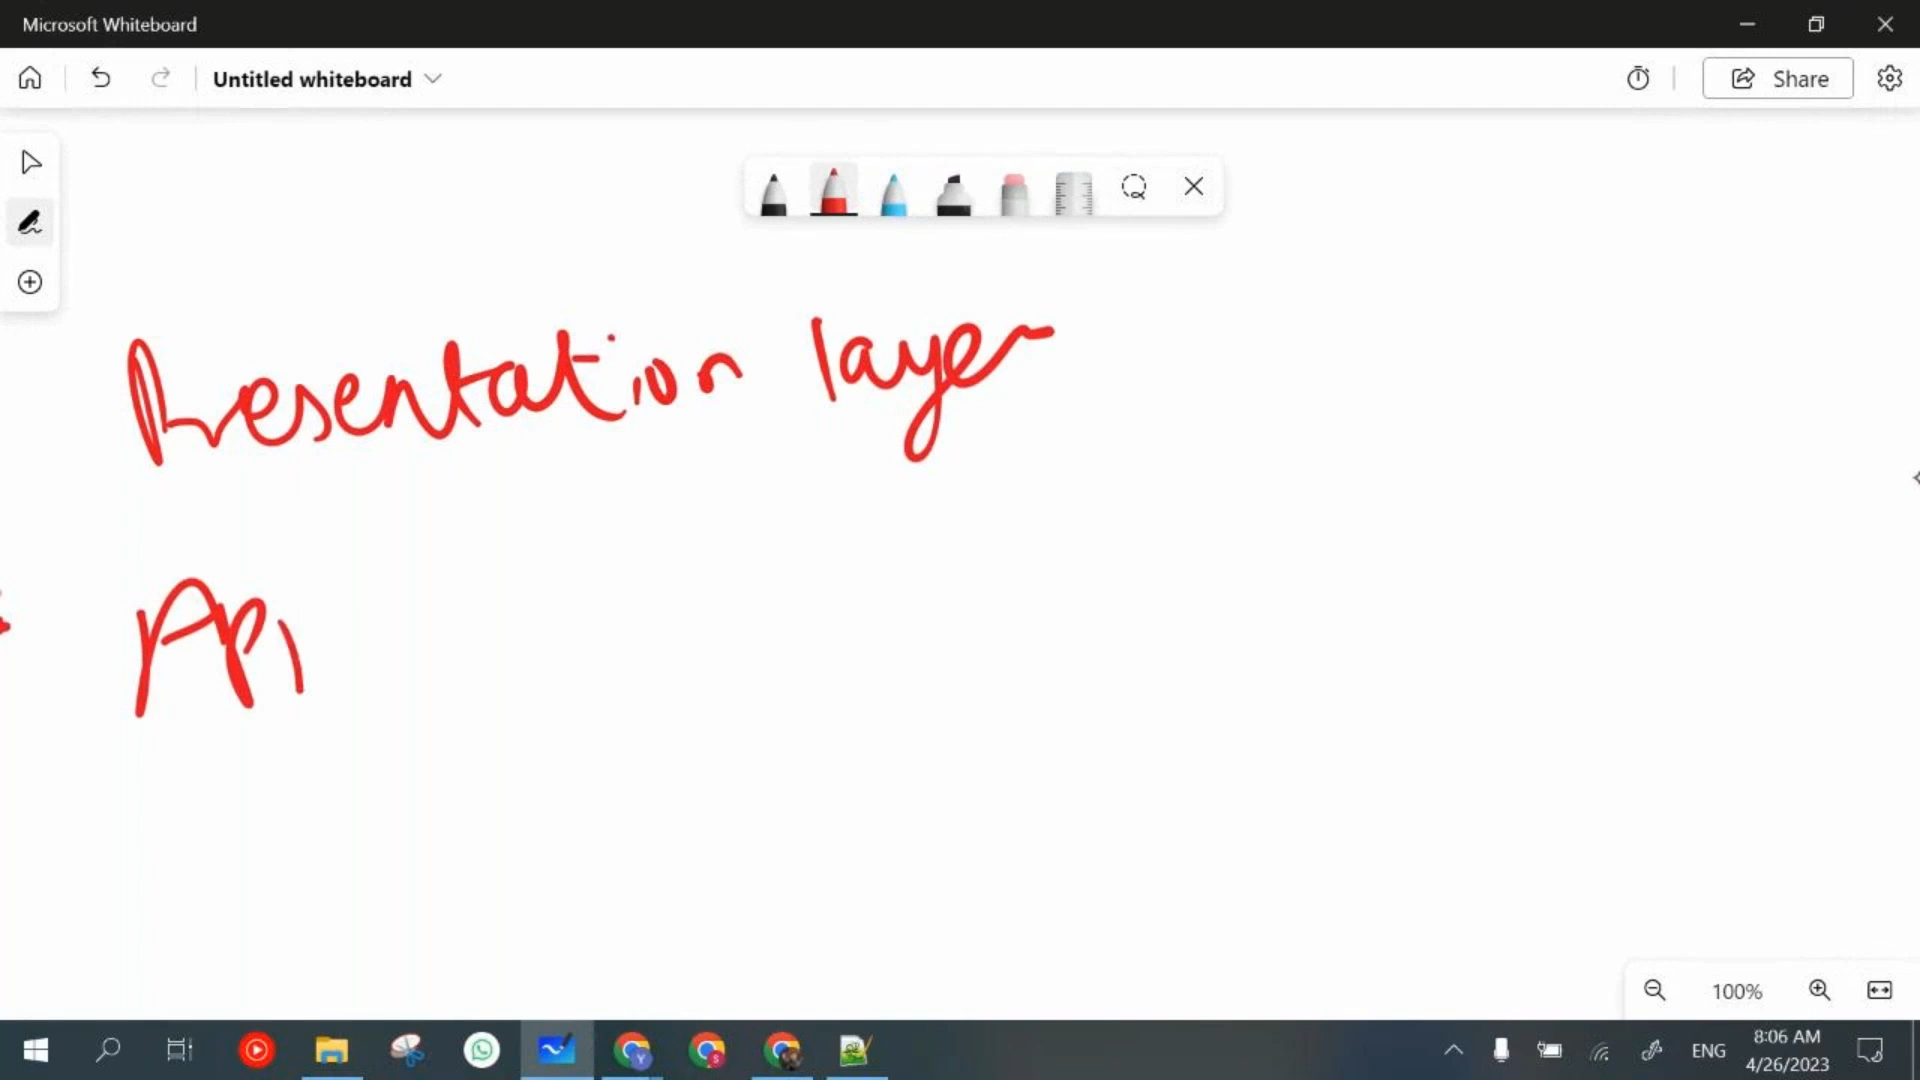 Microsoft Whiteboard
Untitled whiteboard
Share
Presentation layer
API
100%
ENG
8:06 AM
4/26/2023